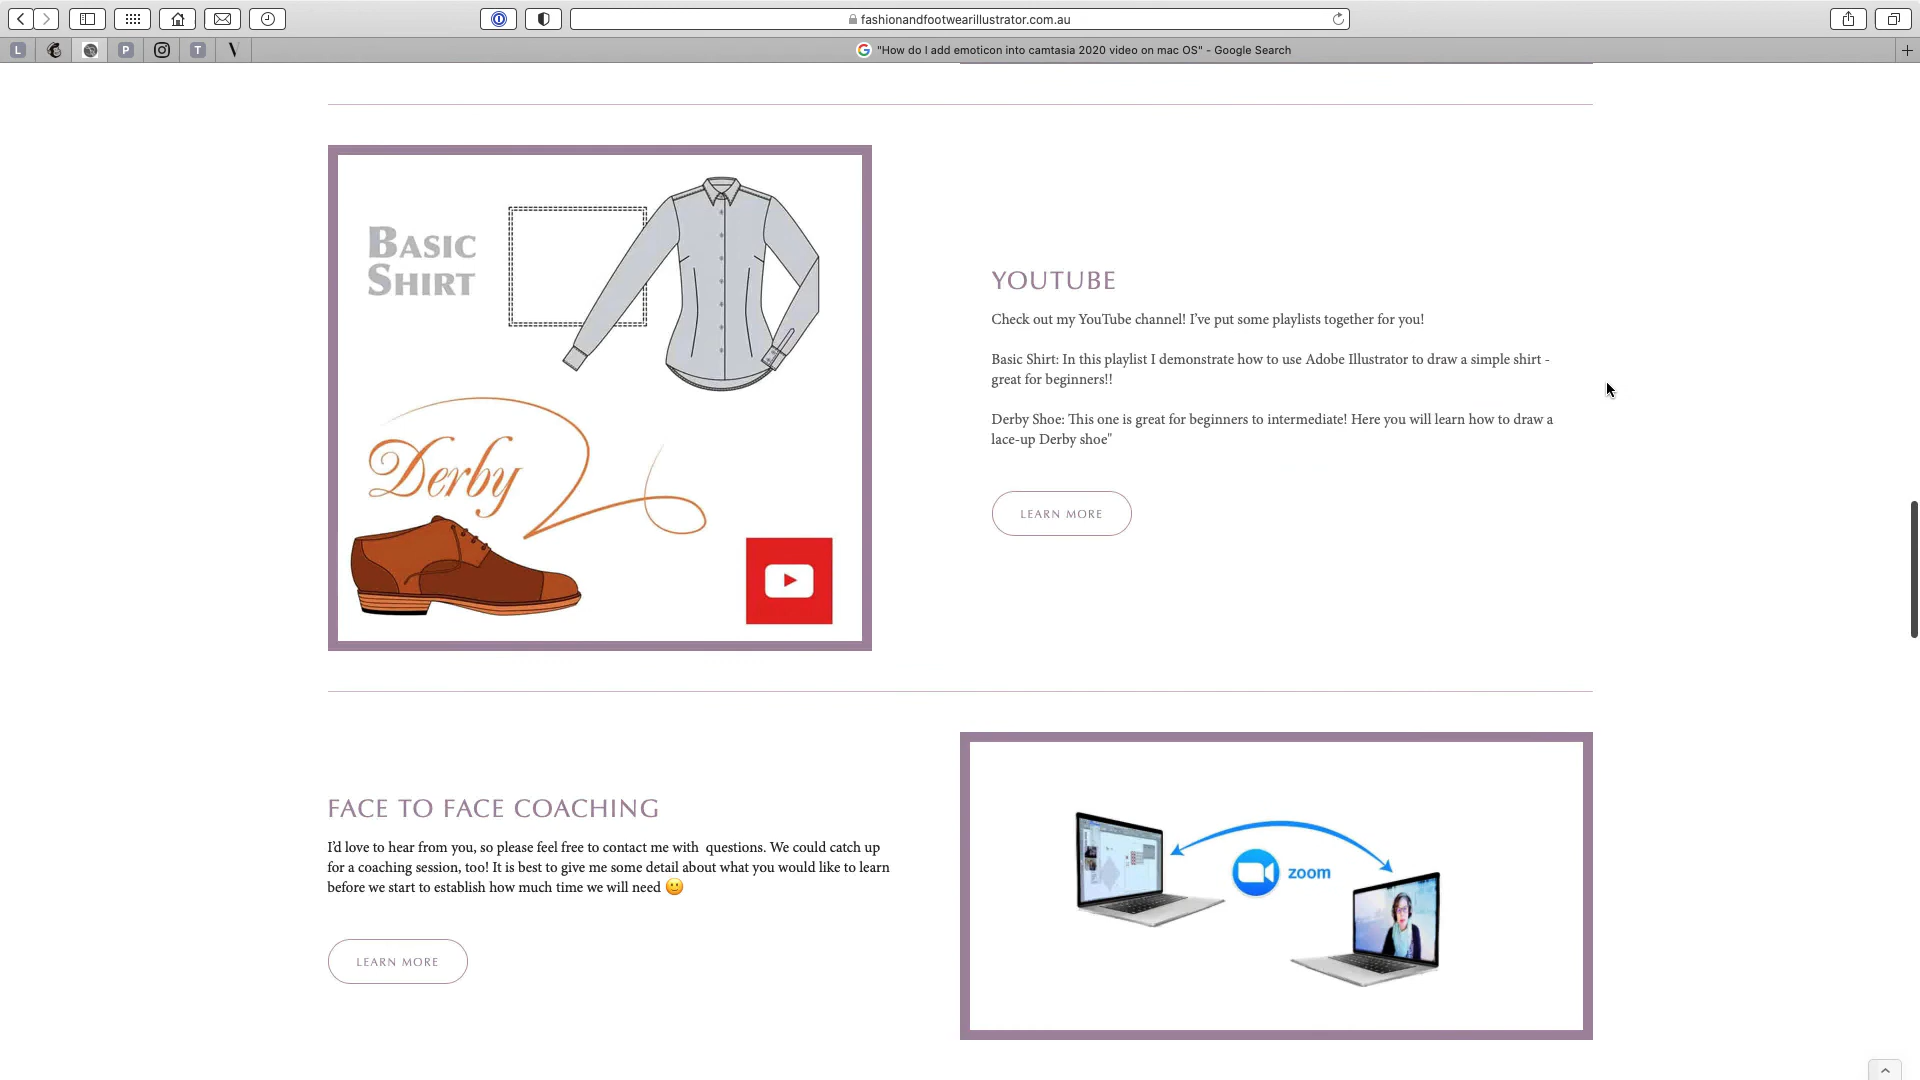 fashionandfootwearillustrator.com.au
L
P
T
V
"How do I add emoticon into camtasia 2020 video on mac OS" - Google Search
BASIC
SHIRT
Derby
YOUTUBE
Check out my YouTube channel! I've put some playlists together for you!
Basic Shirt: In this playlist I demonstrate how to use Adobe Illustrator to draw a simple shirt -
great for beginners!!
Derby Shoe: This one is great for beginners to intermediate! Here you will learn how to draw a
lace-up Derby shoe"
LEARN MORE
FACE TO FACE COACHING
I'd love to hear from you, so please feel free to contact me with  questions. We could catch up
for a coaching session, too! It is best to give me some detail about what you would like to learn
before we start to establish how much time we will need 🙂
LEARN MORE
zoom